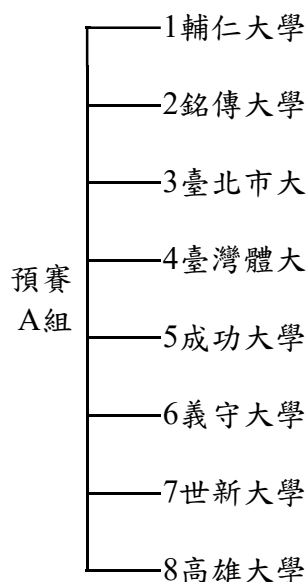 1輔仁大學
2銘傳大學
3臺北市大
4臺灣體大
預賽
A組
5成功大學
6義守大學
7世新大學
8高雄大學